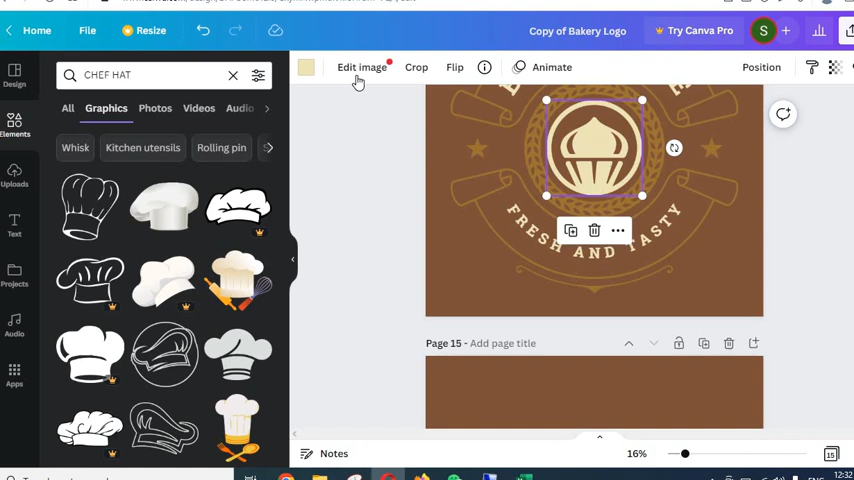 Home
File
Resize
Copy of Bakery Logo
S
Try Canva Pro
CHEF HAT
Edit image
Crop
Flip
Animate
Position
Design
All
Graphics
Photos
Videos
Audio
Elements
Whisk
Kitchen utensils
Rolling pin
Uploads
Text
Projects
Audio
Apps
FRESH AND TASTY
Page 15 - Add page title
Notes
16%
15
12:32